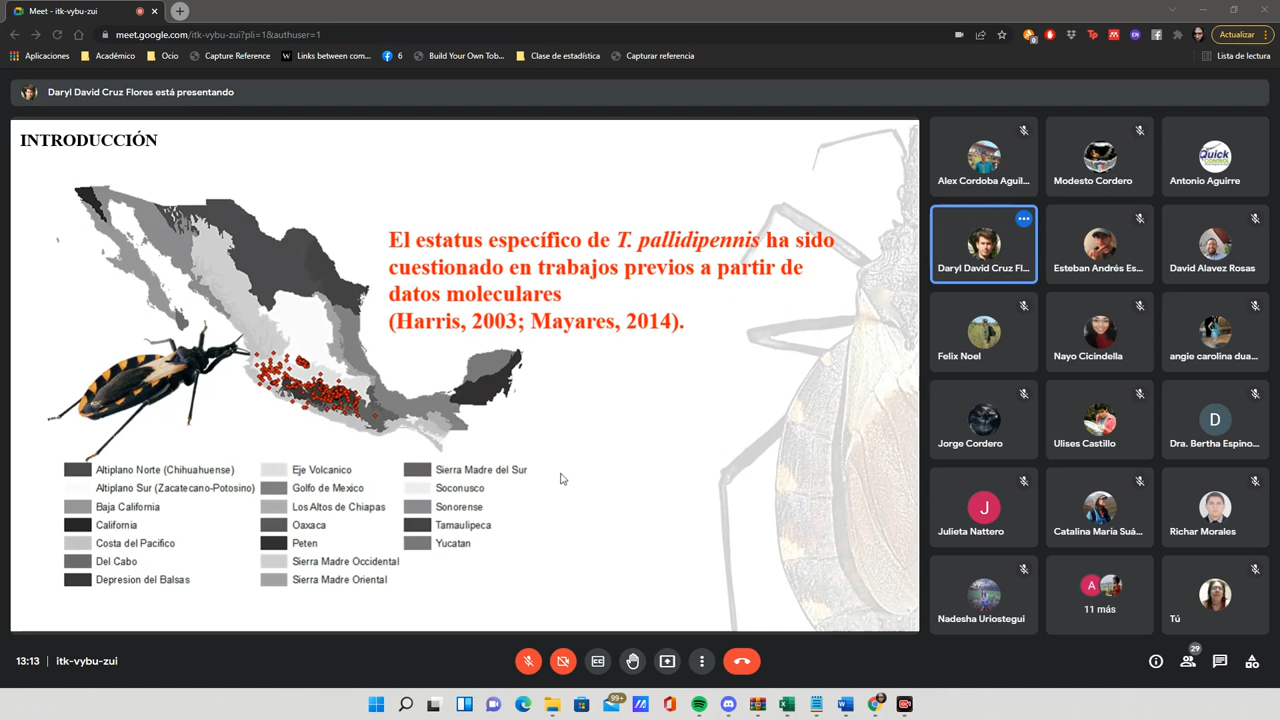 Meet - itk-vybu-zui
meet.google.com/itk-vybu-zui?pli=1&authuser=1
Actualizar
Aplicaciones
Académico
Ocio
Capture Reference
Links between com...
6
Build Your Own Tob...
Clase de estadística
Capturar referencia
Lista de lectura
Daryl David Cruz Flores está presentando
INTRODUCCIÓN
El estatus específico de T. pallidipennis ha sido
cuestionado en trabajos previos a partir de
datos moleculares
(Harris, 2003; Mayares, 2014).
Altiplano Norte (Chihuahuense)
Altiplano Sur (Zacatecano-Potosino)
Baja California
California
Costa del Pacifico
Del Cabo
Depresion del Balsas
Eje Volcanico
Golfo de Mexico
Los Altos de Chiapas
Oaxaca
Peten
Sierra Madre Occidental
Sierra Madre Oriental
Sierra Madre del Sur
Soconusco
Sonorense
Tamaulipeca
Yucatan
Alex Cordoba Aguil...
Modesto Cordero
Quick
Antonio Aguirre
Daryl David Cruz Fl...
Esteban Andrés Es...
David Alavez Rosas
Felix Noel
Nayo Cicindella
angie carolina dua...
Jorge Cordero
Ulises Castillo
D
Dra. Bertha Espino...
J
Julieta Nattero
Catalina María Suá...
Richar Morales
Nadesha Uriostegui
A
11 más
Tú
13:13
itk-vybu-zui
29
99+